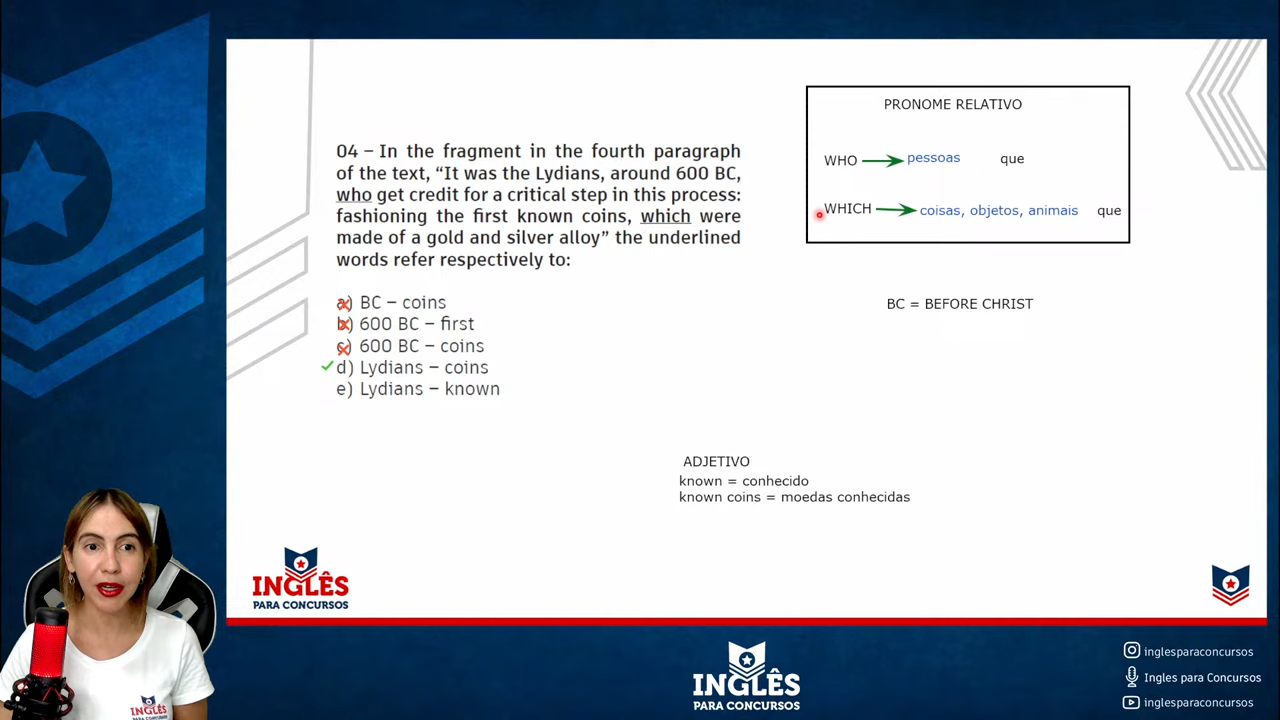 04 – In the fragment in the fourth paragraph
of the text, “It was the Lydians, around 600 BC,
who get credit for a critical step in this process:
fashioning the first known coins, which were
made of a gold and silver alloy” the underlined
words refer respectively to:
a) BC – coins
b) 600 BC – first
c) 600 BC – coins
d) Lydians – coins
e) Lydians – known
PRONOME RELATIVO
WHO pessoas que
WHICH coisas, objetos, animais que
BC = BEFORE CHRIST
ADJETIVO
known = conhecido
known coins = moedas conhecidas
INGLÊS
PARA CONCURSOS
INGLÊS
PARA CONCURSOS
INGLÊS
PARA CONCURSOS
inglesparaconcursos
Ingles para Concursos
inglesparaconcursos